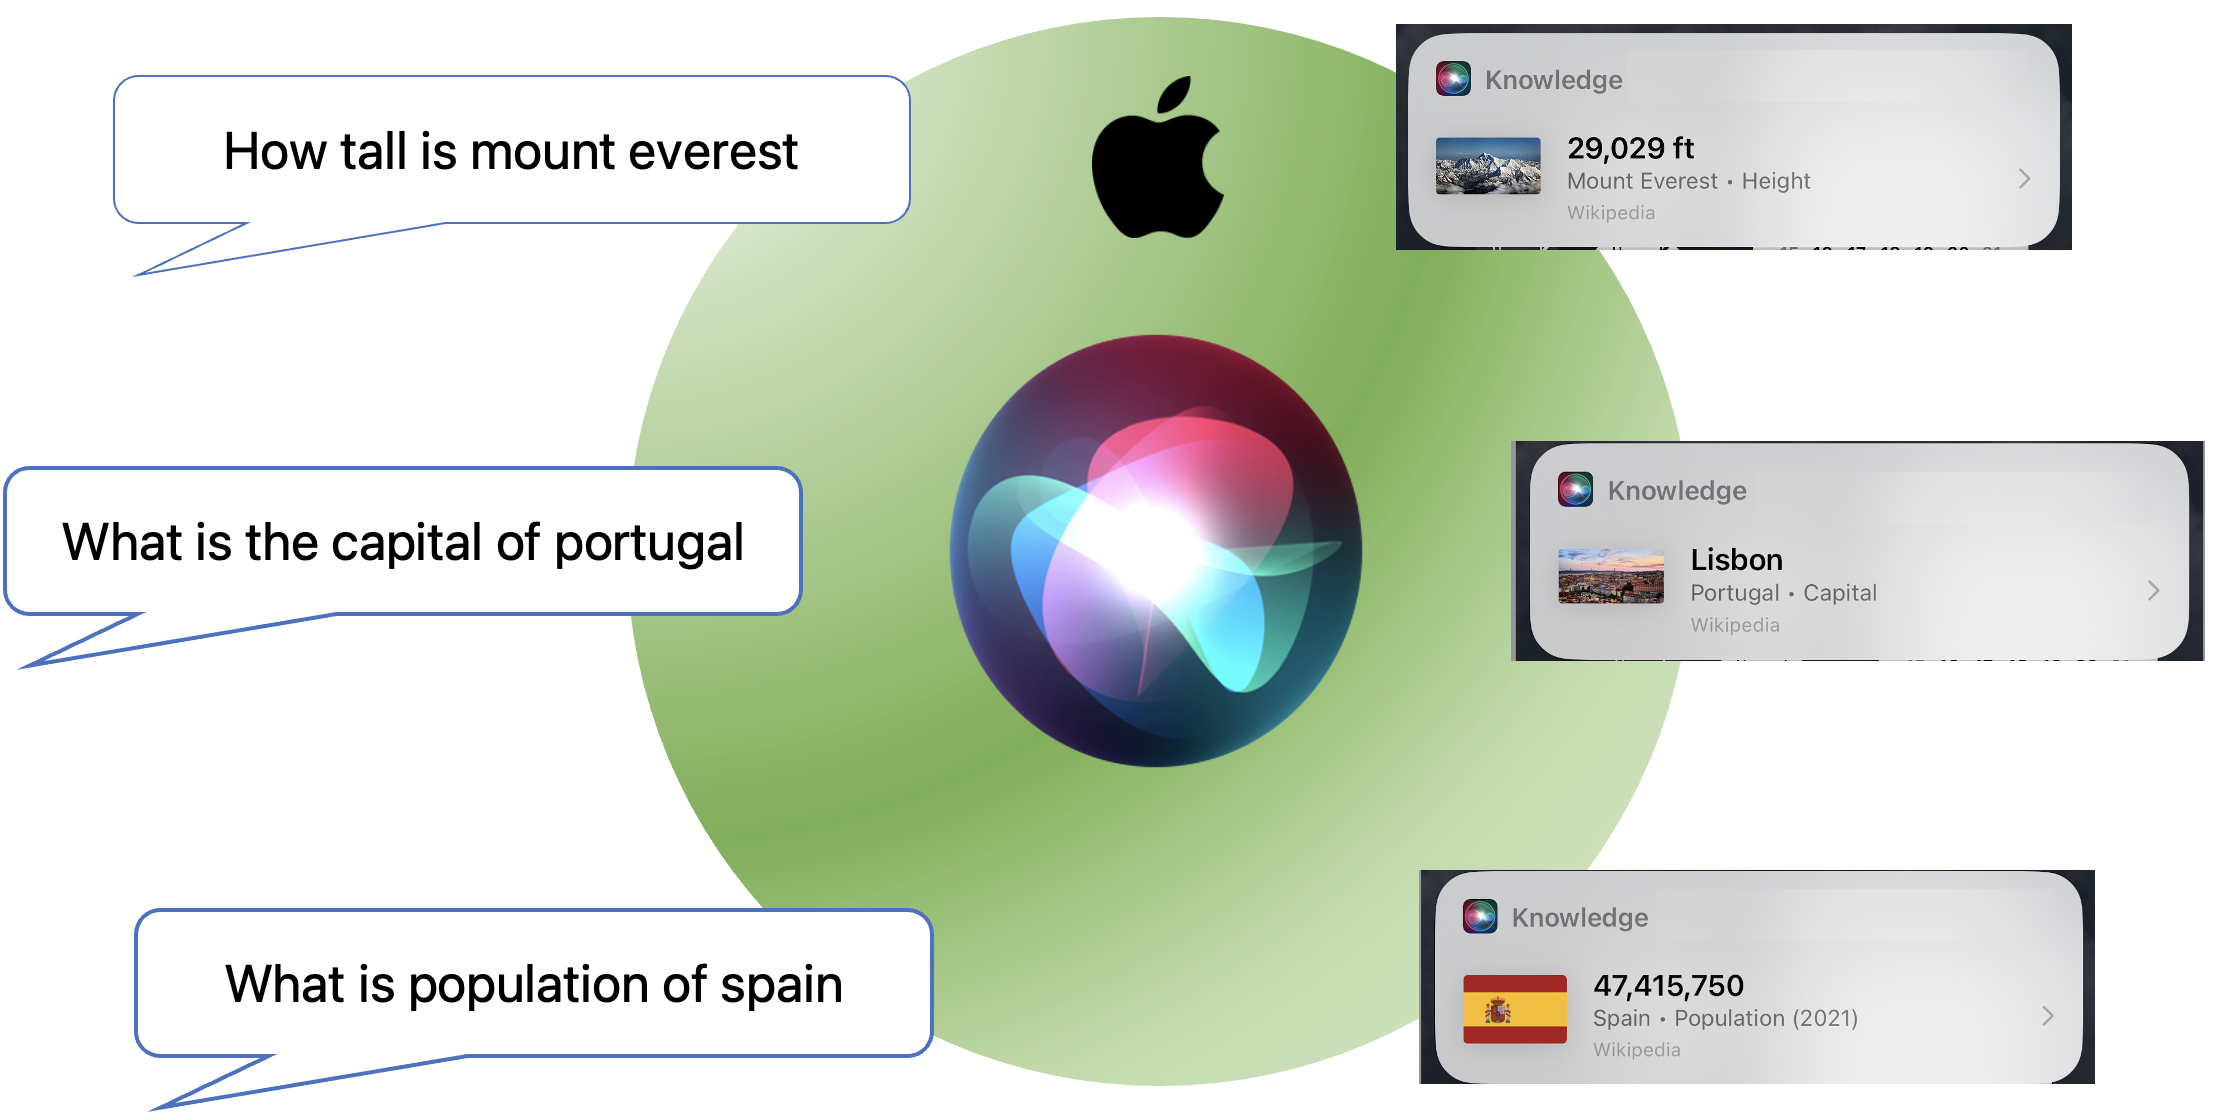 How tall is mount everest
Knowledge
29,029 ft
Mount Everest • Height
Wikipedia
What is the capital of portugal
Knowledge
Lisbon
Portugal • Capital
Wikipedia
What is population of spain
Knowledge
47,415,750
Spain • Population (2021)
Wikipedia